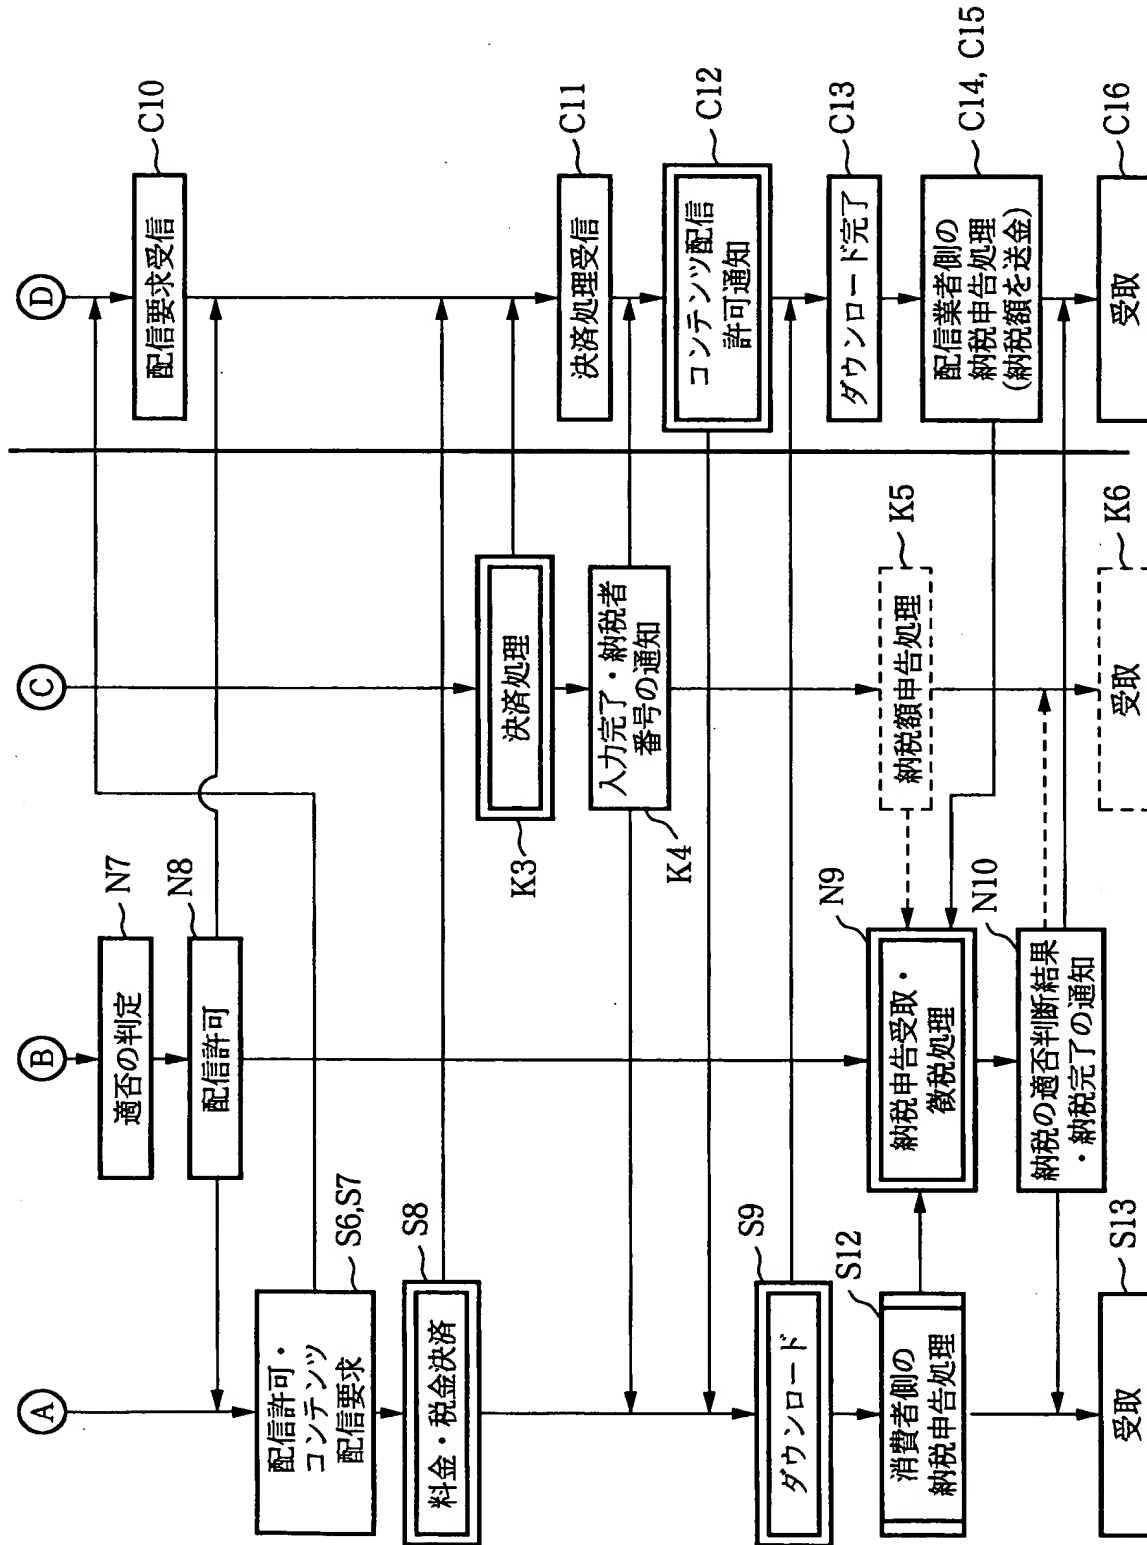 A
配信許可・
コンテンツ
配信要求
S6,S7
料金・税金決済
S8
ダウンロード
S9
消費者側の
納税申告処理
S12
受取
S13
B
適否の判定
N7
配信許可
N8
納税申告受取・
徴税処理
N9
納税の適否判断結果
・納税完了の通知
N10
C
決済処理
K3
入力完了・納税者
番号の通知
K4
納税額申告処理
K5
受取
K6
D
配信要求受信
C10
決済処理受信
C11
コンテンツ配信
許可通知
C12
ダウンロード完了
C13
配信業者側の
納税申告処理
(納税額を送金)
C14, C15
受取
C16